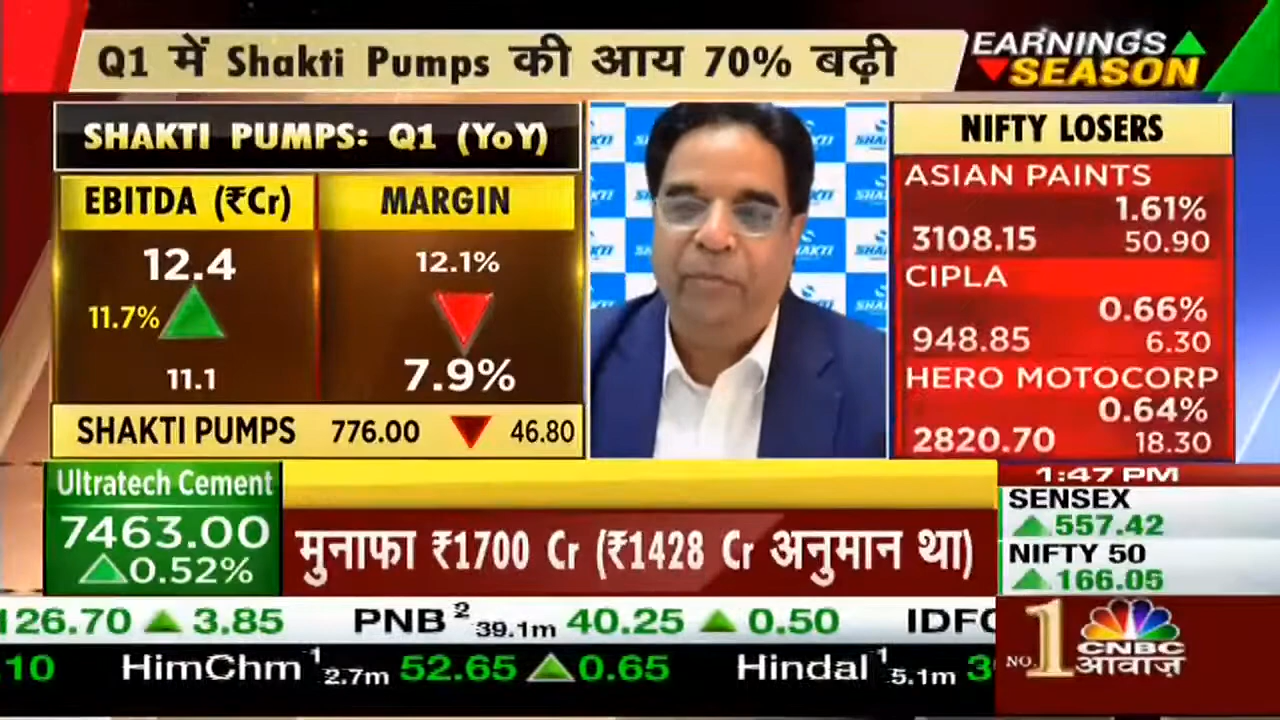 Q1 में Shakti Pumps की आय 70% बढ़ी
EARNINGS
SEASON
SHAKTI PUMPS: Q1 (YoY)
EBITDA (₹Cr)
MARGIN
12.4
12.1%
11.7%
11.1
7.9%
SHAKTI PUMPS 776.00 46.80
NIFTY LOSERS
ASIAN PAINTS
1.61%
3108.15 50.90
CIPLA
0.66%
948.85 6.30
HERO MOTOCORP
0.64%
2820.70 18.30
1:47 PM
SENSEX
557.42
NIFTY 50
166.05
Ultratech Cement
7463.00
0.52%
मुनाफा ₹1700 Cr (₹1428 Cr अनुमान था)
126.70 3.85 PNB 2 39.1m 40.25 0.50 IDFC
.10 HimChm 1 2.7m 52.65 0.65 Hindal 1 5.1m 3
NO. 1 CNBC
आवाज़